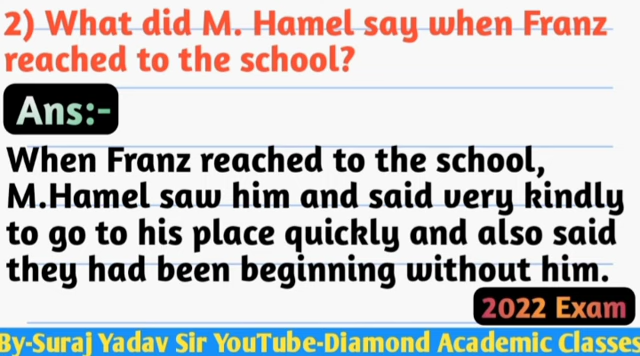 2) What did M. Hamel say when Franz
reached to the school?
Ans:-
When Franz reached to the school,
M.Hamel saw him and said very kindly
to go to his place quickly and also said
they had been beginning without him.
2022 Exam
By-Suraj Yadav Sir YouTube-Diamond Academic Classes